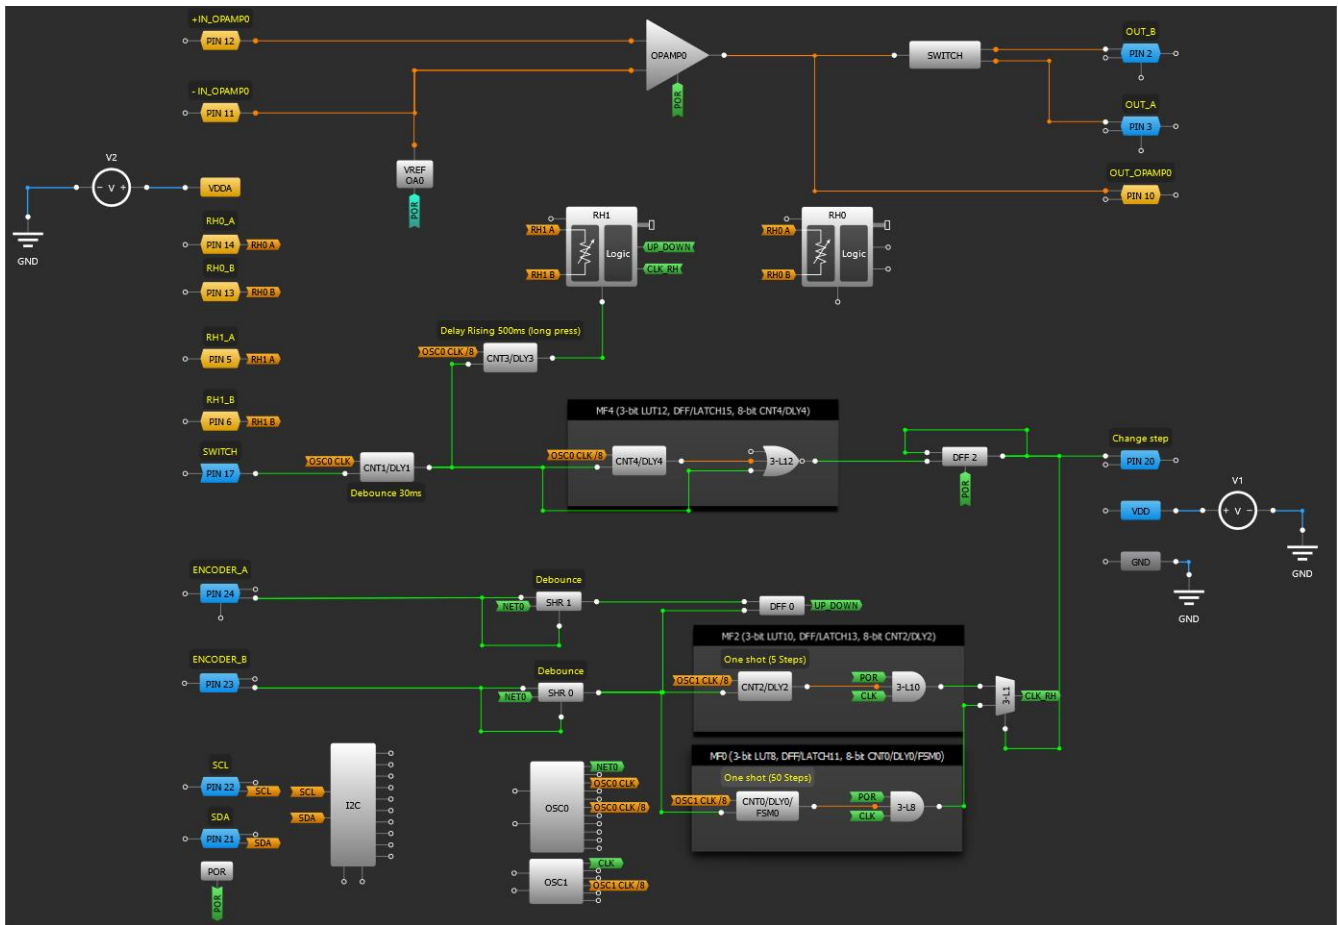 +IN_OPAMP0
PIN 12
- IN_OPAMP0
PIN 11
OPAMP0
POR
SWITCH
OUT_B
PIN 2
OUT_A
PIN 3
OUT_OPAMP0
PIN 10
V2
- V +
VDDA
GND
VREF
OA0
POR
RH0_A
PIN 14
RH0 A
RH0_B
PIN 13
RH0 B
RH1_A
PIN 5
RH1 A
RH1_B
PIN 6
RH1 B
RH1
RH1 A
RH1 B
Logic
UP_DOWN
CLK_RH
RH0
RH0 A
RH0 B
Logic
Delay Rising 500ms (long press)
OSC0 CLK /8
CNT3/DLY3
SWITCH
PIN 17
OSC0 CLK
CNT1/DLY1
Debounce 30ms
MF4 (3-bit LUT12, DFF/LATCH15, 8-bit CNT4/DLY4)
OSC0 CLK /8
CNT4/DLY4
3-L12
DFF 2
POR
Change step
PIN 20
VDD
V1
+ V -
GND
GND
GND
ENCODER_A
PIN 24
Debounce
NET0
SHR 1
DFF 0
UP_DOWN
ENCODER_B
PIN 23
Debounce
NET0
SHR 0
MF2 (3-bit LUT10, DFF/LATCH13, 8-bit CNT2/DLY2)
One shot (5 Steps)
OSC1 CLK /8
CNT2/DLY2
POR
CLK
3-L10
3-L1
CLK_RH
MF0 (3-bit LUT8, DFF/LATCH11, 8-bit CNT0/DLY0/FSM0)
One shot (50 Steps)
OSC1 CLK /8
CNT0/DLY0/
FSM0
POR
CLK
3-L8
SCL
PIN 22
SCL
SDA
PIN 21
SDA
SCL
SDA
I2C
POR
POR
OSC0
NET0
OSC0 CLK
OSC0 CLK /8
OSC1
CLK
OSC1 CLK /8